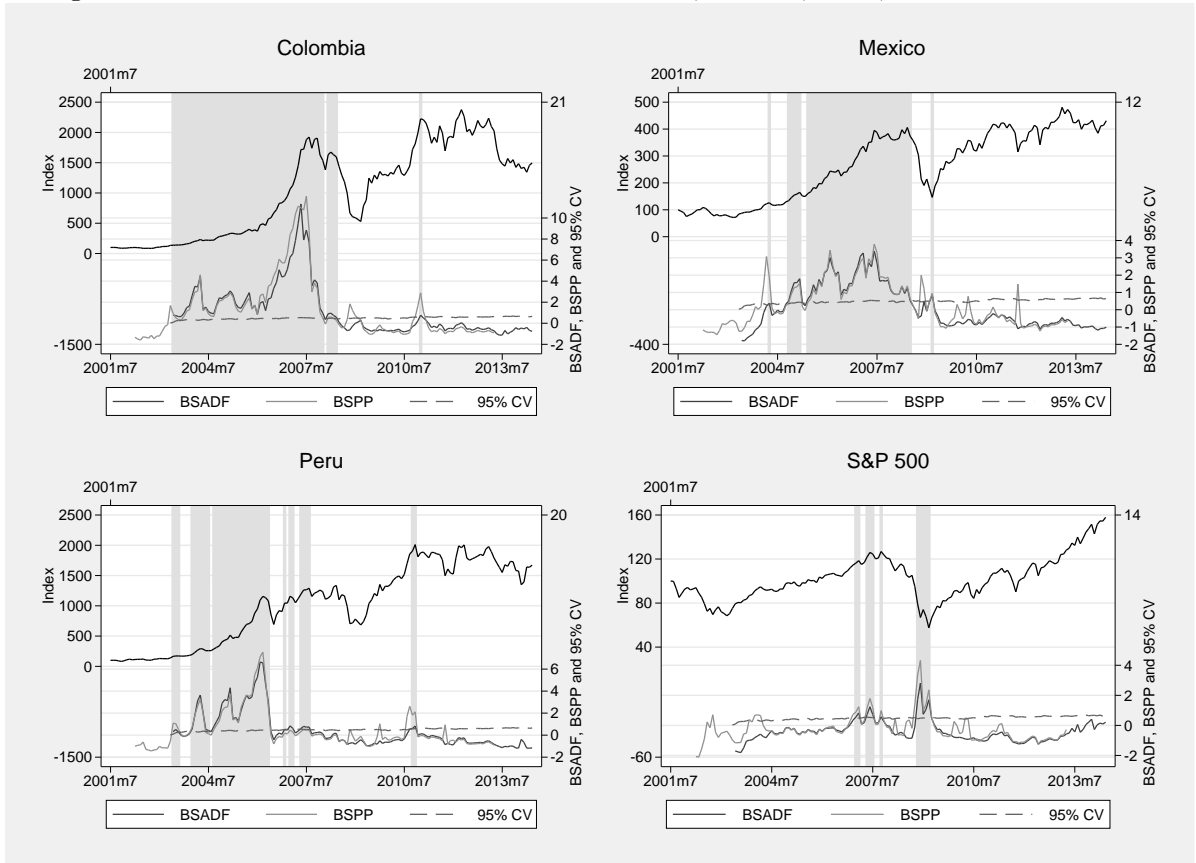 Colombia
2001m7
2500
2000
1500
1000
500
0
-1500
Index
21
10
8
6
4
2
0
-2
BSADF, BSPP and 95% CV
2001m7 2004m7 2007m7 2010m7 2013m7
BSADF BSPP 95% CV
Mexico
2001m7
500
400
300
200
100
0
-400
Index
12
4
3
2
1
0
-1
-2
BSADF, BSPP and 95% CV
2001m7 2004m7 2007m7 2010m7 2013m7
BSADF BSPP 95% CV
Peru
2001m7
2500
2000
1500
1000
500
0
-1500
Index
20
6
4
2
0
-2
BSADF, BSPP and 95% CV
2001m7 2004m7 2007m7 2010m7 2013m7
BSADF BSPP 95% CV
S&P 500
2001m7
160
120
80
40
-60
Index
14
4
2
0
-2
BSADF, BSPP and 95% CV
2001m7 2004m7 2007m7 2010m7 2013m7
BSADF BSPP 95% CV